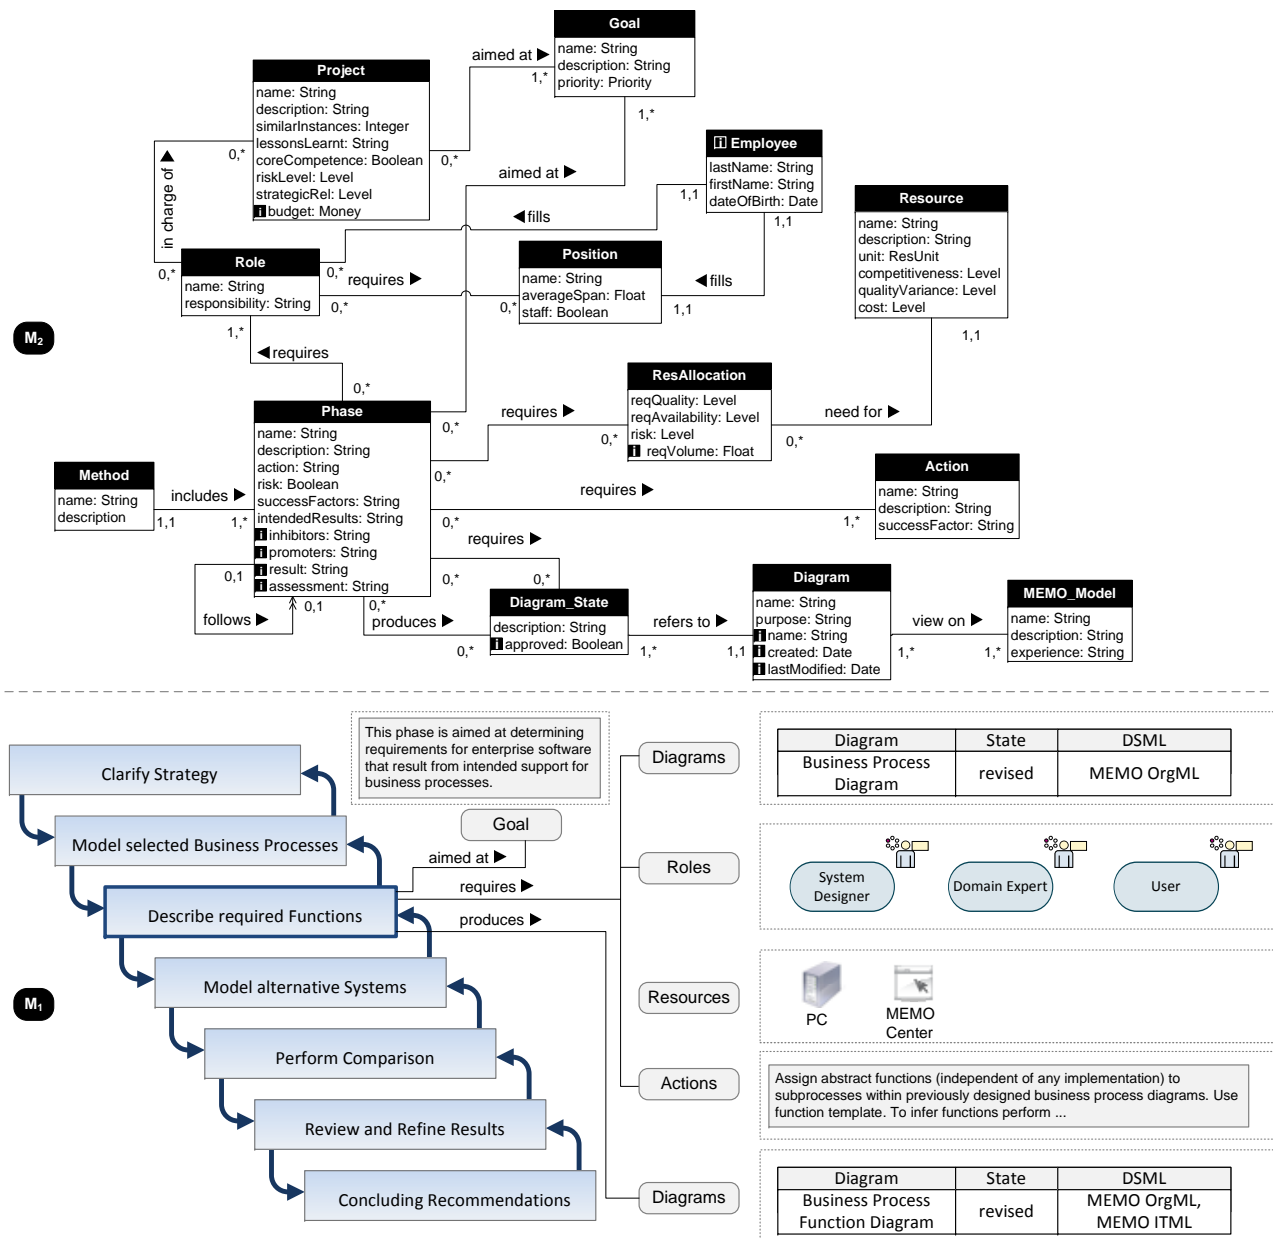 Goal
name: String
description: String
priority: Priority
aimed at ▶
1,*
1,*
Project
name: String
description: String
similarInstances: Integer
lessonsLearnt: String
coreCompetence: Boolean
riskLevel: Level
strategicRel: Level
i budget: Money
0,*
0,*
in charge of ▶
0,*
aimed at ▶
i Employee
lastName: String
firstName: String
dateOfBirth: Date
1,1
1,1
◀fills
◀fills
Resource
name: String
description: String
unit: ResUnit
competitiveness: Level
qualityVariance: Level
cost: Level
1,1
Role
name: String
responsibility: String
0,*
requires ▶
0,*
1,*
Position
name: String
averageSpan: Float
staff: Boolean
0,*
1,1
M2
◀requires
0,*
ResAllocation
reqQuality: Level
reqAvailability: Level
risk: Level
i reqVolume: Float
requires ▶
0,*
need for ▶
0,*
Phase
name: String
description: String
action: String
risk: Boolean
successFactors: String
intendedResults: String
i inhibitors: String
i promoters: String
i result: String
i assessment: String
0,*
0,*
0,*
0,*
Method
name: String
description
includes ▶
1,1
1,*
requires ▶
1,*
Action
name: String
description: String
successFactor: String
requires ▶
0,*
0,1
0,1
follows ▶
0,*
produces ▶
0,*
Diagram_State
description: String
i approved: Boolean
refers to ▶
1,*
1,1
Diagram
name: String
purpose: String
i name: String
i created: Date
i lastModified: Date
view on ▶
1,*
1,*
MEMO_Model
name: String
description: String
experience: String
M1
Clarify Strategy
Model selected Business Processes
Describe required Functions
Model alternative Systems
Perform Comparison
Review and Refine Results
Concluding Recommendations
This phase is aimed at determining
requirements for enterprise software
that result from intended support for
business processes.
Goal
aimed at ▶
requires ▶
produces ▶
Diagrams
Diagram State DSML
Business Process
Diagram
revised
MEMO OrgML
Roles
System
Designer
Domain Expert
User
Resources
PC
MEMO
Center
Actions
Assign abstract functions (independent of any implementation) to
subprocesses within previously designed business process diagrams. Use
function template. To infer functions perform ...
Diagrams
Diagram State DSML
Business Process
Function Diagram
revised
MEMO OrgML,
MEMO ITML